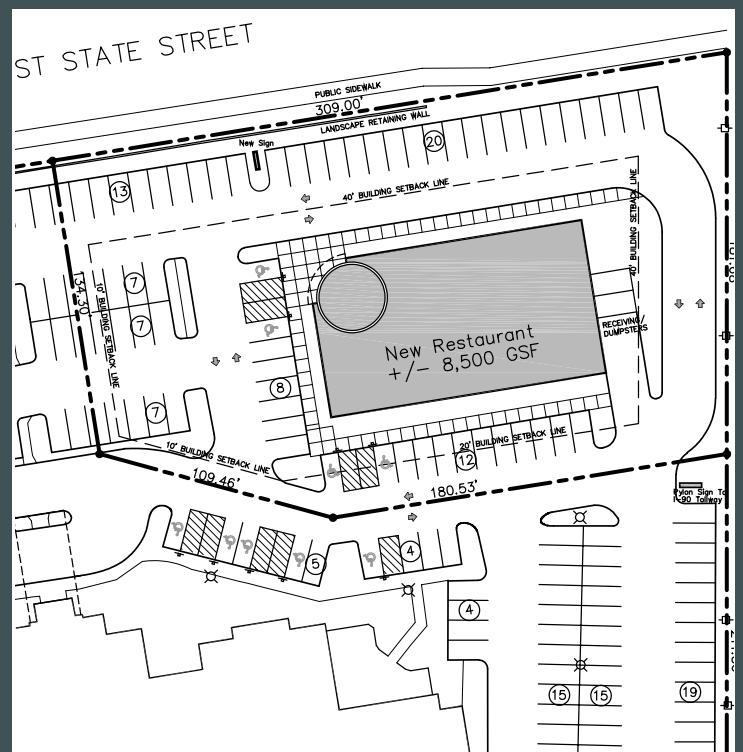 ST STATE STREET
PUBLIC SIDEWALK
309.00'
LANDSCAPE RETAINING WALL
New Sign
20
13
40' BUILDING SETBACK LINE
40' BUILDING SETBACK LINE
7
7
10' BUILDING SETBACK LINE
RECEIVING/
DUMPSTERS
New Restaurant
+/- 8,500 GSF
8
7
10' BUILDING SETBACK LINE
20' BUILDING SETBACK LINE
12
109.46'
180.53'
Pylon Sign To
I-90 Tollway
5
4
4
15
15
19